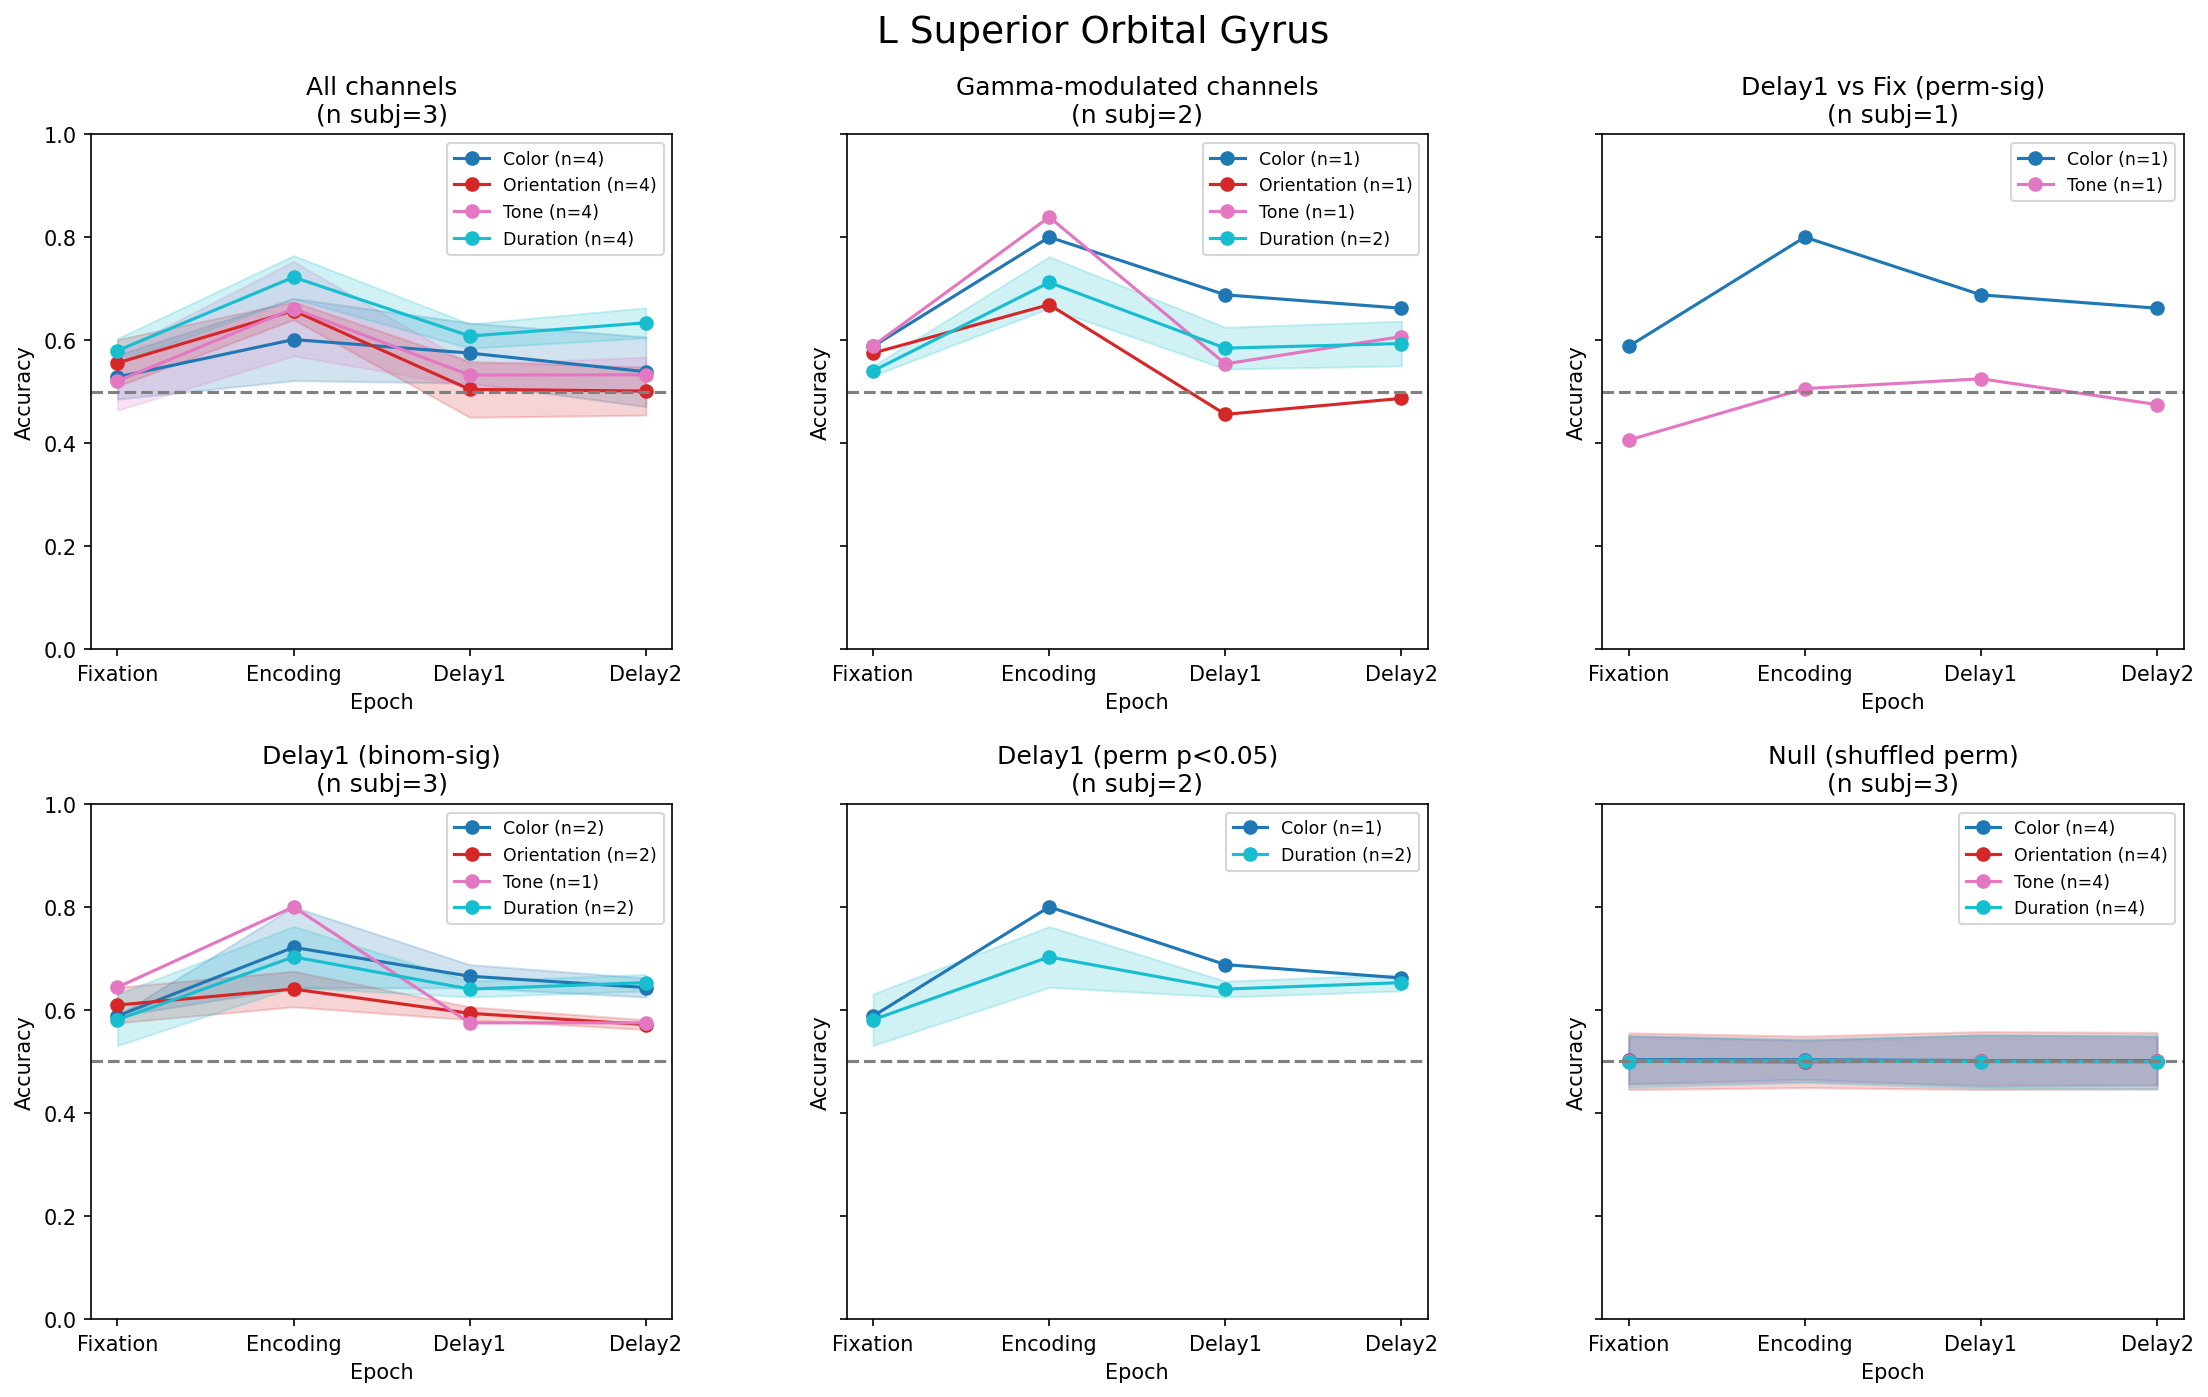 L Superior Orbital Gyrus
All channels
(n subj=3)
1.0
0.8
0.6
0.4
0.2
0.0
Accuracy
Color (n=4)
Orientation (n=4)
Tone (n=4)
Duration (n=4)
Fixation Encoding Delay1 Delay2
Epoch
Gamma-modulated channels
(n subj=2)
Accuracy
Color (n=1)
Orientation (n=1)
Tone (n=1)
Duration (n=2)
Fixation Encoding Delay1 Delay2
Epoch
Delay1 vs Fix (perm-sig)
(n subj=1)
Accuracy
Color (n=1)
Tone (n=1)
Fixation Encoding Delay1 Delay2
Epoch
Delay1 (binom-sig)
(n subj=3)
1.0
0.8
0.6
0.4
0.2
0.0
Accuracy
Color (n=2)
Orientation (n=2)
Tone (n=1)
Duration (n=2)
Fixation Encoding Delay1 Delay2
Epoch
Delay1 (perm p<0.05)
(n subj=2)
Accuracy
Color (n=1)
Duration (n=2)
Fixation Encoding Delay1 Delay2
Epoch
Null (shuffled perm)
(n subj=3)
Accuracy
Color (n=4)
Orientation (n=4)
Tone (n=4)
Duration (n=4)
Fixation Encoding Delay1 Delay2
Epoch